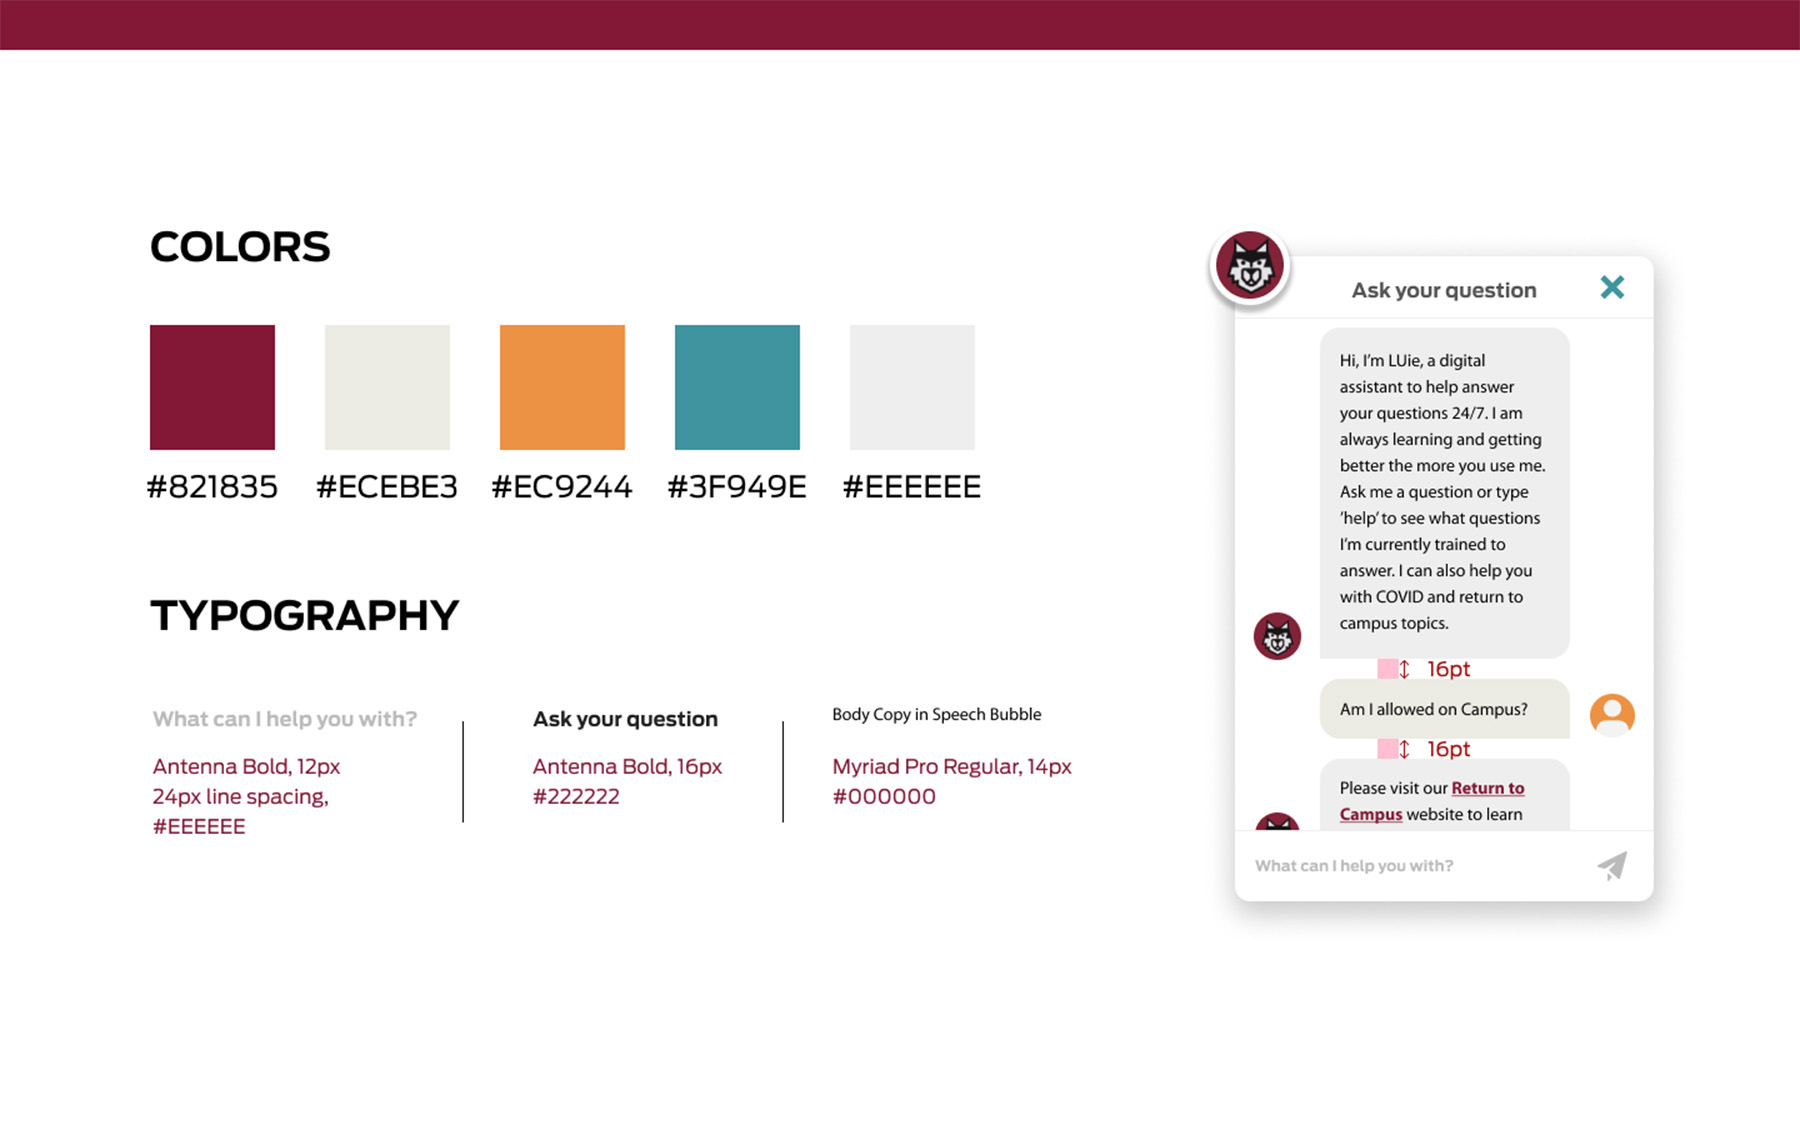 COLORS
#821835
#ECEBE3
#EC9244
#3F949E
#EEEEEE
TYPOGRAPHY
What can I help you with?
Antenna Bold, 12px
24px line spacing,
#EEEEEE
Ask your question
Antenna Bold, 16px
#222222
Body Copy in Speech Bubble
Myriad Pro Regular, 14px
#000000
Ask your question
Hi, I’m LUie, a digital
assistant to help answer
your questions 24/7. I am
always learning and getting
better the more you use me.
Ask me a question or type
‘help’ to see what questions
I’m currently trained to
answer. I can also help you
with COVID and return to
campus topics.
16pt
Am I allowed on Campus?
16pt
Please visit our Return to
Campus website to learn
What can I help you with?